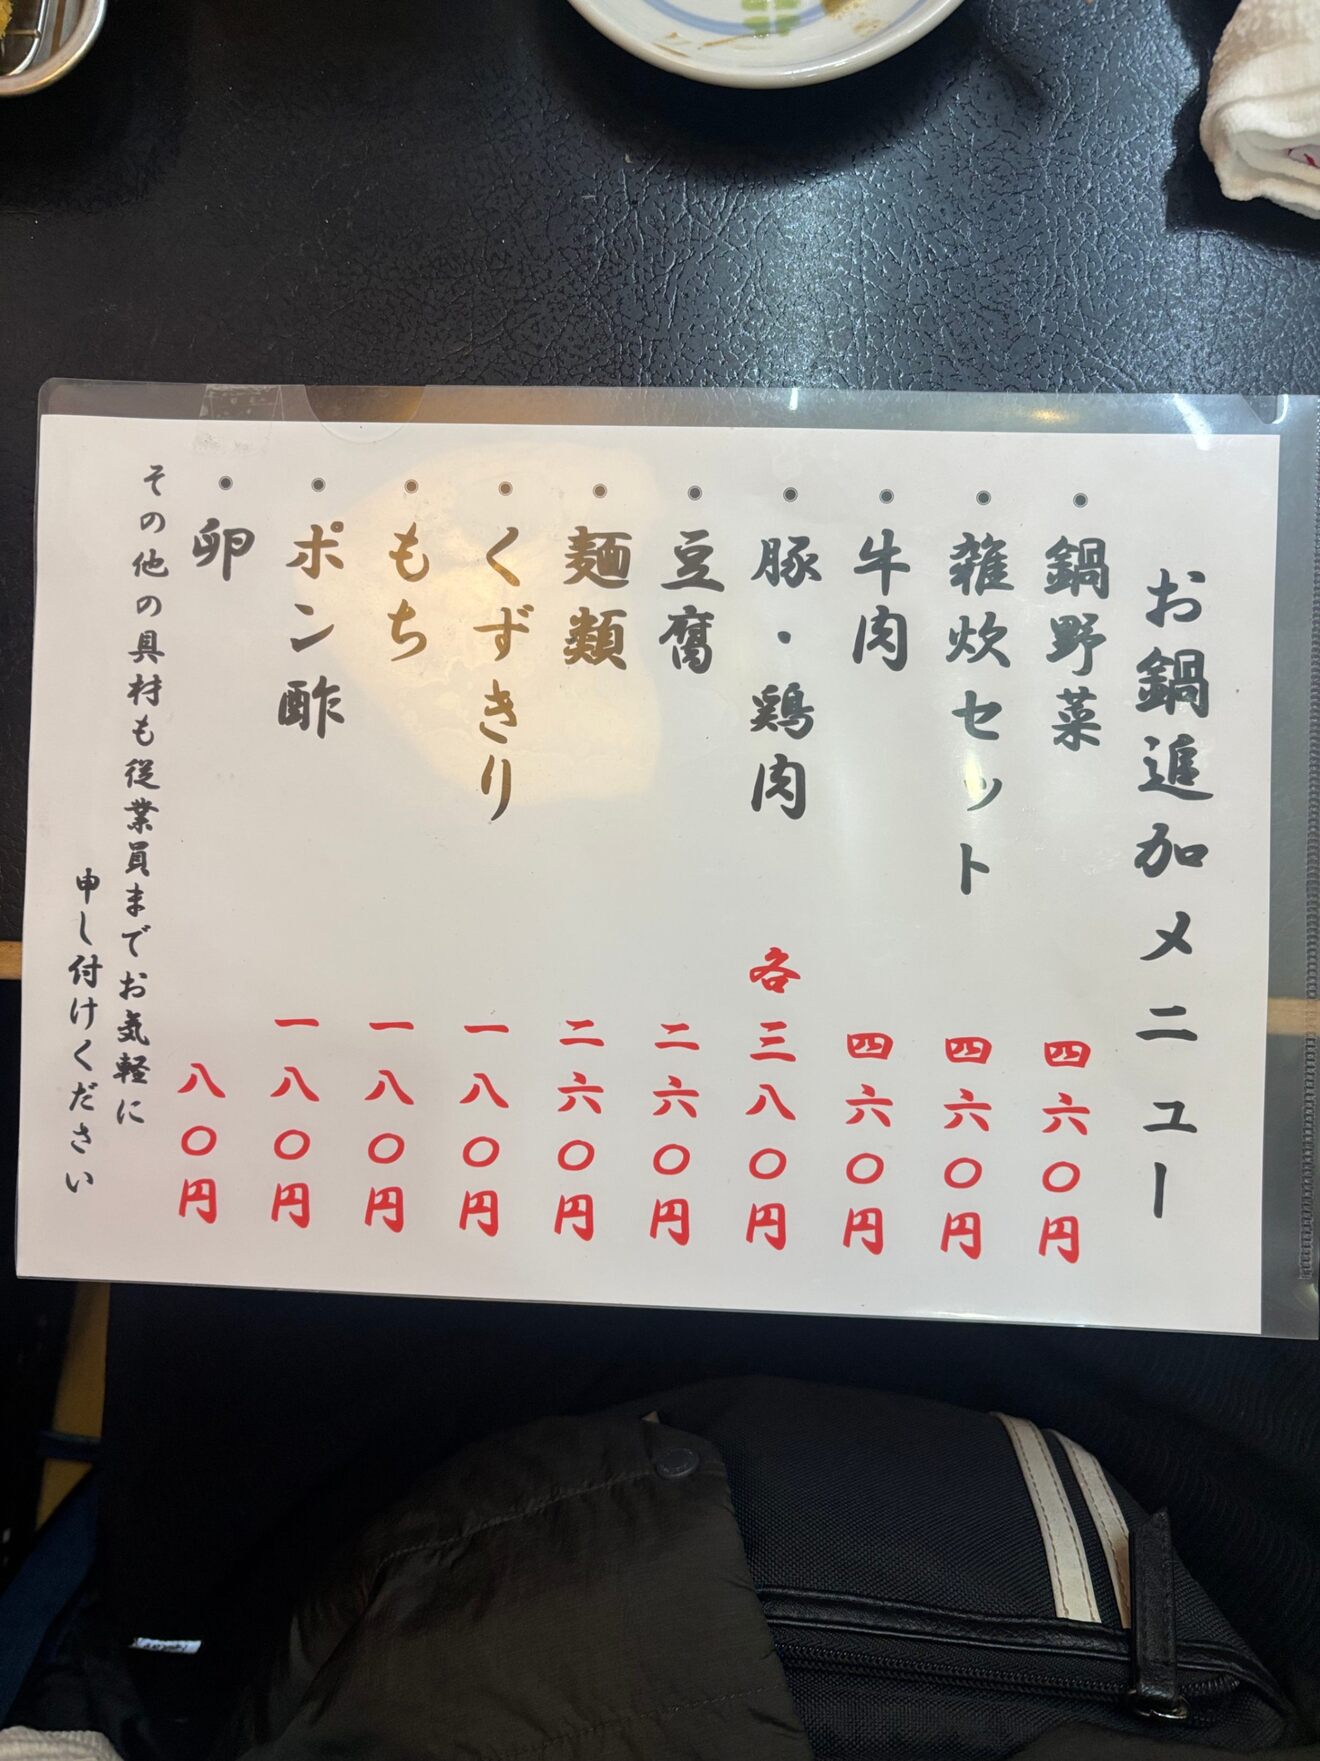 お鍋追加メニュー
・鍋野菜 四六〇円
・雑炊セット 四六〇円
・牛肉 四六〇円
・豚・鶏肉 各三八〇円
・豆腐 二六〇円
・麺類 二六〇円
・くずきり 一八〇円
・もち 一八〇円
・ポン酢 一八〇円
・卵 八〇円
その他の具材も従業員までお気軽に
申し付けください